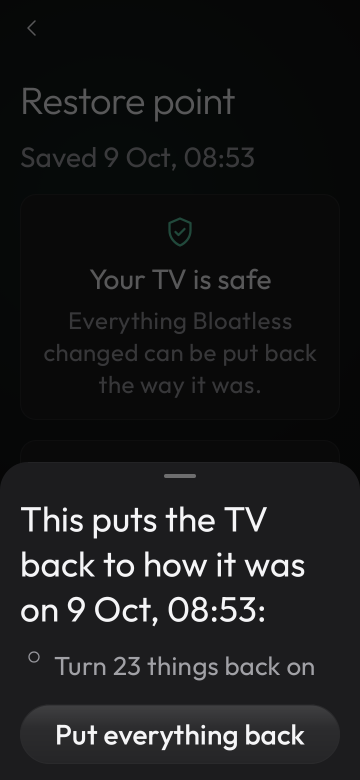 Restore point
Saved 9 Oct, 08:53
Your TV is safe
Everything Bloatless
changed can be put back
the way it was.
This puts the TV
back to how it was
on 9 Oct, 08:53:
Turn 23 things back on
Put everything back